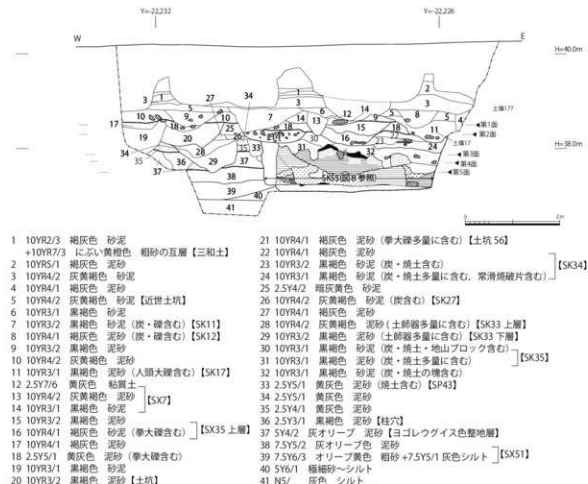 Y=-22,232
Y=-22,226
W
E
H=40.0m
H=38.0m
土壙17?
第1面
第2面
土壙17
第3面
第4面
第5面
SK55(図8参照)
2m
1 10YR2/3 褐灰色 砂泥
+10YR7/3 にぶい黄橙色 粗砂の互層【三和土】
2 10YR5/1 褐灰色 泥砂
3 10YR4/2 灰黄褐色 砂泥
4 10YR4/1 褐灰色 泥砂
5 10YR4/2 灰黄褐色 砂泥【近世土坑】
6 10YR3/1 黒褐色 砂泥
7 10YR3/2 黒褐色 泥砂(炭・礫含む)【SK11】
8 10YR4/1 褐灰色 砂泥(炭・礫含む)【SK12】
9 10YR3/2 黒褐色 泥砂
10 10YR4/2 灰黄褐色 泥砂
11 10YR3/1 黒褐色 砂泥(人頭大礫含む)【SK17】
12 2.5Y7/6 黄灰色 粘質土
13 10YR4/2 灰黄褐色 泥砂
14 10YR3/1 黒褐色 砂泥
【SX7】
15 10YR3/2 黒褐色 泥砂
16 10YR4/1 褐灰色 砂泥(拳大礫含む)
【SX35 上層】
17 10YR4/1 褐灰色 泥砂
18 2.5Y5/1 黄灰色 泥砂(拳大礫含む)
19 10YR3/1 黒褐色 泥砂
20 10YR3/2 黒褐色 泥砂【土坑】
21 10YR4/1 褐灰色 泥砂(拳大礫多量に含む)【土坑 56】
22 10YR4/1 褐灰色 泥砂
23 10YR3/2 黒褐色 砂泥(炭・焼土含む)
24 10YR3/1 黒褐色 泥砂(炭・焼土多量に含む、常滑焼破片含む)
【SK34】
25 2.5Y4/2 暗灰黄色 砂泥
26 10YR4/2 灰黄褐色 砂泥(炭含む)【SK27】
27 10YR4/1 褐灰色 泥砂
28 10YR4/2 灰黄褐色 泥砂(土師器多量に含む)【SK33 上層】
29 10YR3/2 黒褐色 泥砂(土師器多量に含む)【SK33 下層】
30 10YR3/1 黒褐色 砂泥(炭・焼土・地山ブロック含む)
31 10YR3/1 黒褐色 泥砂(炭・焼土多量に含む)
【SK35】
32 10YR3/1 黒褐色 砂泥(炭・焼土の塊含む)
33 2.5Y5/1 黄灰色 泥砂(焼土含む)【SP43】
34 2.5Y5/1 黄灰色 泥砂
35 2.5Y4/1 黄灰色 泥砂
36 2.5Y3/1 黒褐色 泥砂【柱穴】
37 5Y4/2 灰オリーブ 泥砂【ヨゴレウグイス色整地層】
38 7.5Y5/2 灰オリーブ色 泥砂
39 7.5Y6/3 オリーブ黄色 粗砂+7.5Y5/1 灰色シルト
【SX51】
40 5Y6/1 極細砂～シルト
41 N5/ 灰色 シルト